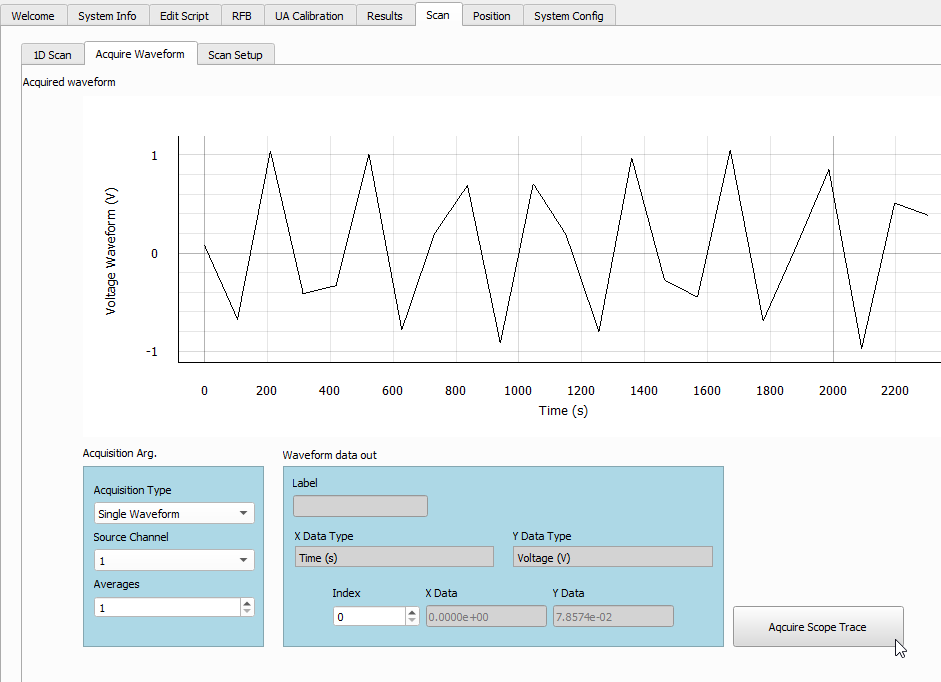 Welcome System Info Edit Script RFB UA Calibration Results Scan Position System Config
1D Scan Acquire Waveform Scan Setup
Acquired waveform
Voltage Waveform (V)
1
0
-1
0 200 400 600 800 1000 1200 1400 1600 1800 2000 2200
Time (s)
Acquisition Arg.
Acquisition Type
Single Waveform
Source Channel
1
Averages
1
Waveform data out
Label
X Data Type Y Data Type
Time (s) Voltage (V)
Index X Data Y Data
0 0.0000e+00 7.8574e-02
Aqcuire Scope Trace